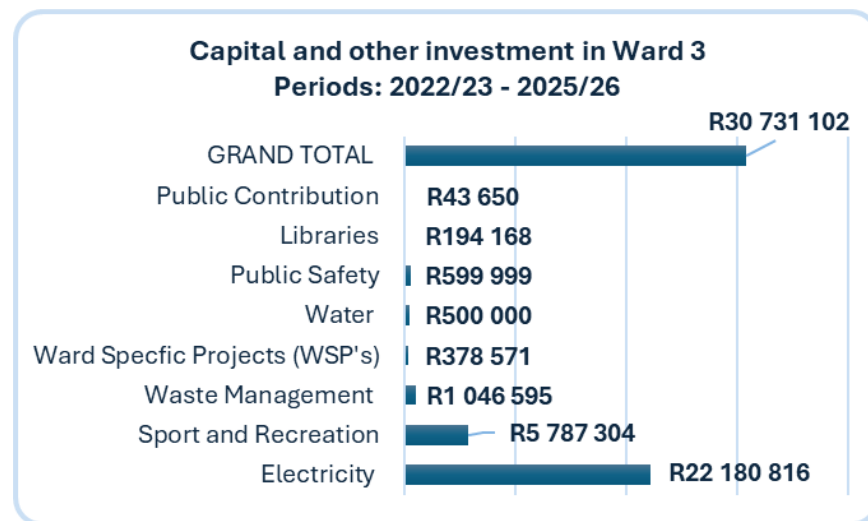 Capital and other investment in Ward 3
Periods: 2022/23 - 2025/26
GRAND TOTAL R30 731 102
Public Contribution R43 650
Libraries R194 168
Public Safety R599 999
Water R500 000
Ward Specfic Projects (WSP's) R378 571
Waste Management R1 046 595
Sport and Recreation R5 787 304
Electricity R22 180 816